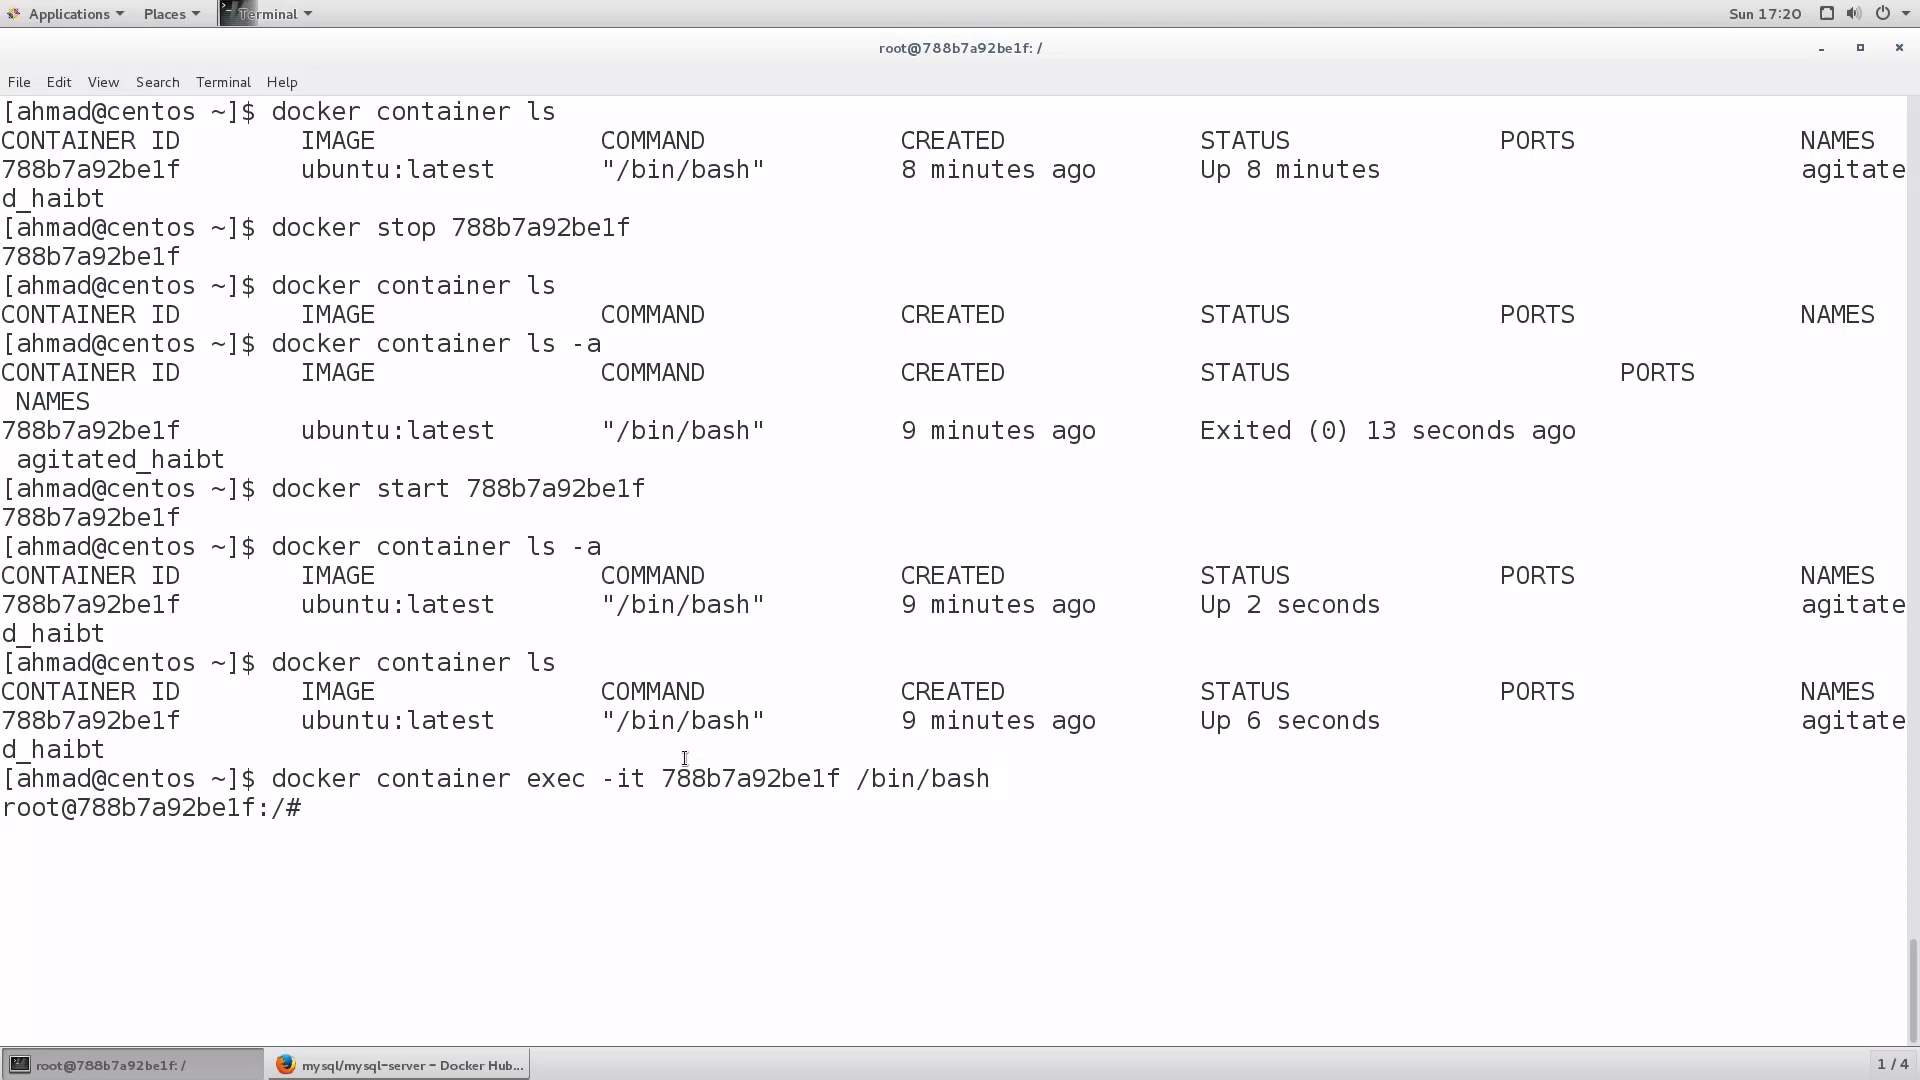 Applications Places Terminal Sun 17:20
root@788b7a92be1f: /
File Edit View Search Terminal Help
[ahmad@centos ~]$ docker container ls
CONTAINER ID IMAGE COMMAND CREATED STATUS PORTS NAMES
788b7a92be1f ubuntu:latest "/bin/bash" 8 minutes ago Up 8 minutes agitate
d_haibt
[ahmad@centos ~]$ docker stop 788b7a92be1f
788b7a92be1f
[ahmad@centos ~]$ docker container ls
CONTAINER ID IMAGE COMMAND CREATED STATUS PORTS NAMES
[ahmad@centos ~]$ docker container ls -a
CONTAINER ID IMAGE COMMAND CREATED STATUS PORTS
NAMES
788b7a92be1f ubuntu:latest "/bin/bash" 9 minutes ago Exited (0) 13 seconds ago
agitated_haibt
[ahmad@centos ~]$ docker start 788b7a92be1f
788b7a92be1f
[ahmad@centos ~]$ docker container ls -a
CONTAINER ID IMAGE COMMAND CREATED STATUS PORTS NAMES
788b7a92be1f ubuntu:latest "/bin/bash" 9 minutes ago Up 2 seconds agitate
d_haibt
[ahmad@centos ~]$ docker container ls
CONTAINER ID IMAGE COMMAND CREATED STATUS PORTS NAMES
788b7a92be1f ubuntu:latest "/bin/bash" 9 minutes ago Up 6 seconds agitate
d_haibt
[ahmad@centos ~]$ docker container exec -it 788b7a92be1f /bin/bash
root@788b7a92be1f:/#
root@788b7a92be1f: / mysql/mysql-server – Docker Hub... 1 / 4